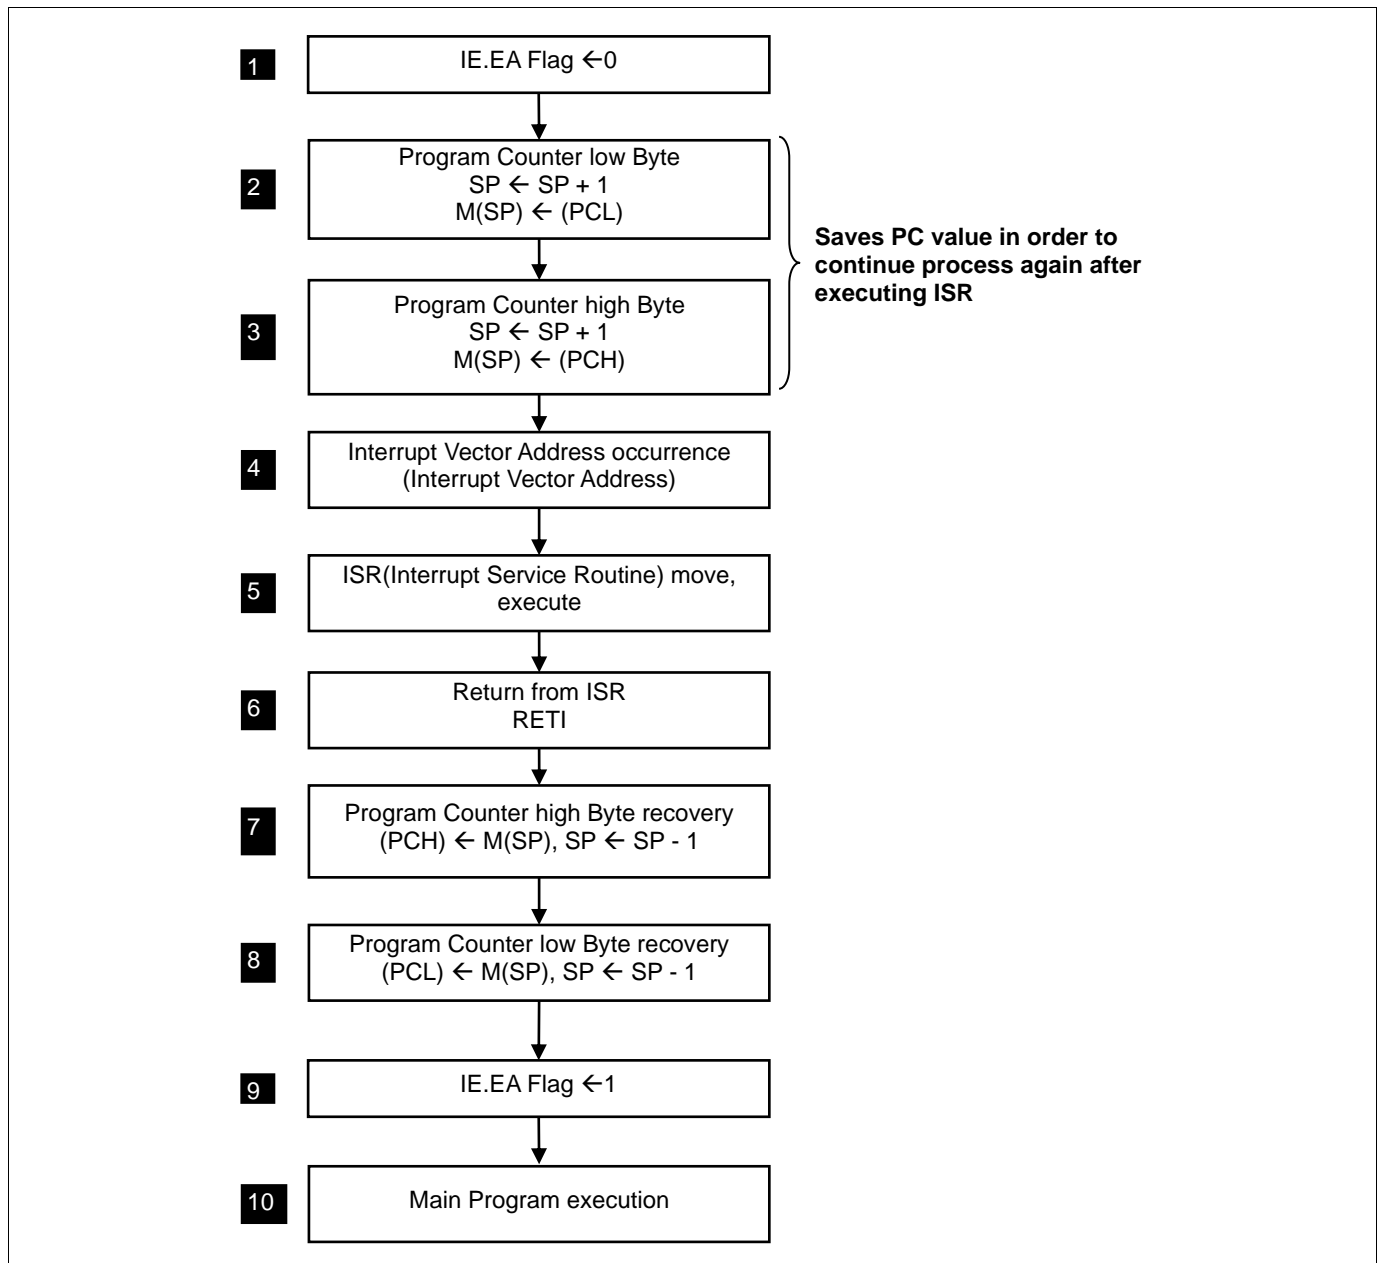 1
IE.EA Flag ←0
2
Program Counter low Byte
SP ← SP + 1
M(SP) ← (PCL)
3
Program Counter high Byte
SP ← SP + 1
M(SP) ← (PCH)
Saves PC value in order to
continue process again after
executing ISR
4
Interrupt Vector Address occurrence
(Interrupt Vector Address)
5
ISR(Interrupt Service Routine) move,
execute
6
Return from ISR
RETI
7
Program Counter high Byte recovery
(PCH) ← M(SP), SP ← SP - 1
8
Program Counter low Byte recovery
(PCL) ← M(SP), SP ← SP - 1
9
IE.EA Flag ←1
10
Main Program execution